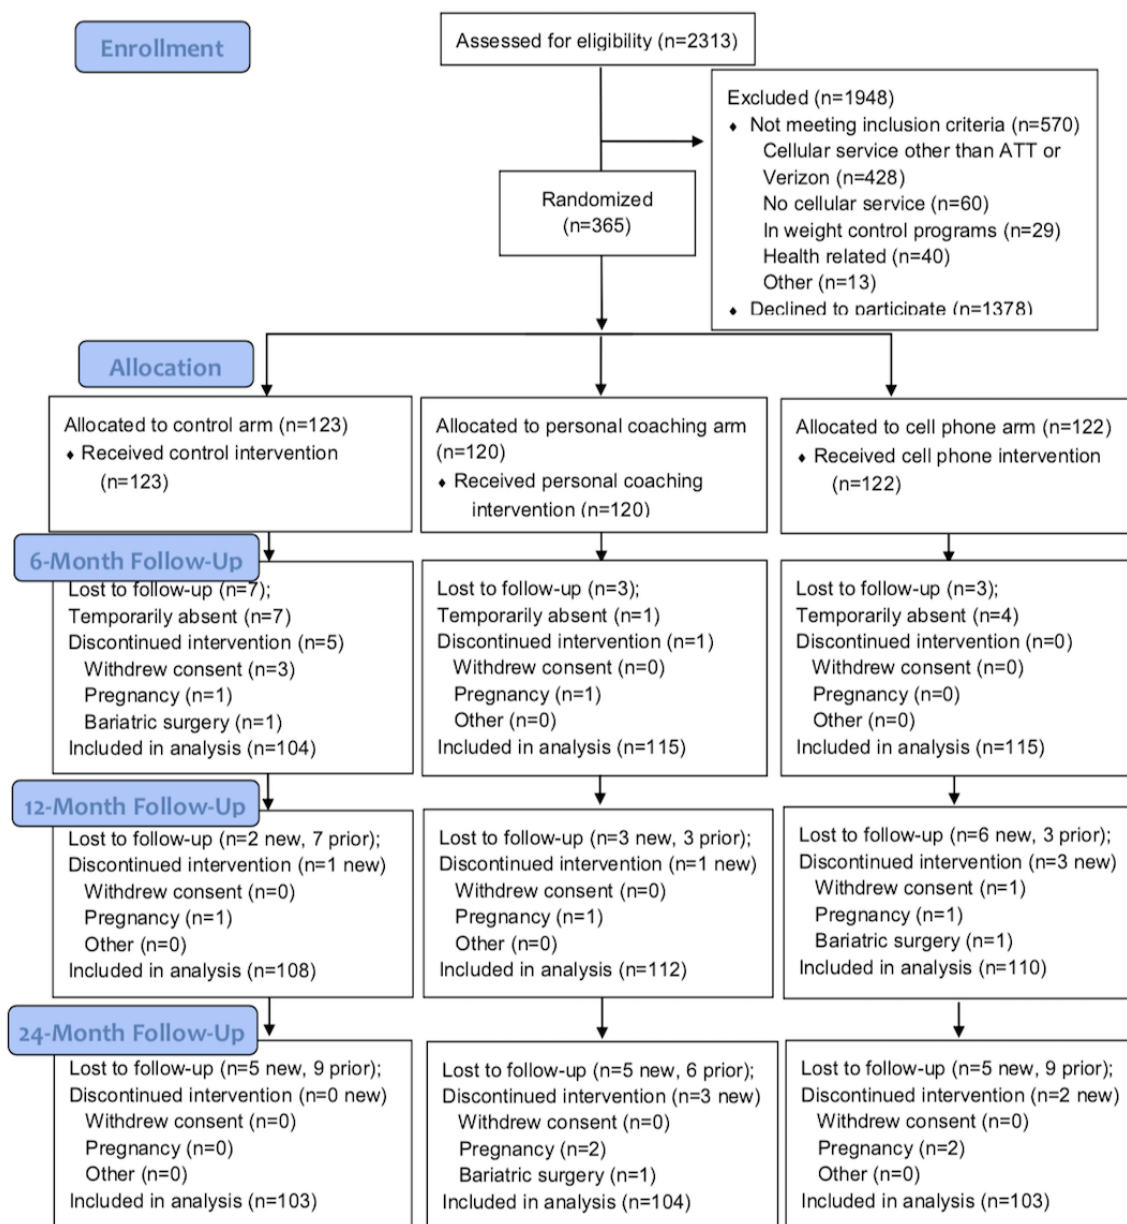 Enrollment
Assessed for eligibility (n=2313)
Excluded (n=1948)
♦ Not meeting inclusion criteria (n=570)
Cellular service other than ATT or
Verizon (n=428)
No cellular service (n=60)
In weight control programs (n=29)
Health related (n=40)
Other (n=13)
♦ Declined to participate (n=1378)
Randomized
(n=365)
Allocation
Allocated to control arm (n=123)
♦ Received control intervention
(n=123)
Allocated to personal coaching arm
(n=120)
♦ Received personal coaching
intervention (n=120)
Allocated to cell phone arm (n=122)
♦ Received cell phone intervention
(n=122)
6-Month Follow-Up
Lost to follow-up (n=7);
Temporarily absent (n=7)
Discontinued intervention (n=5)
Withdrew consent (n=3)
Pregnancy (n=1)
Bariatric surgery (n=1)
Included in analysis (n=104)
Lost to follow-up (n=3);
Temporarily absent (n=1)
Discontinued intervention (n=1)
Withdrew consent (n=0)
Pregnancy (n=1)
Other (n=0)
Included in analysis (n=115)
Lost to follow-up (n=3);
Temporarily absent (n=4)
Discontinued intervention (n=0)
Withdrew consent (n=0)
Pregnancy (n=0)
Other (n=0)
Included in analysis (n=115)
12-Month Follow-Up
Lost to follow-up (n=2 new, 7 prior);
Discontinued intervention (n=1 new)
Withdrew consent (n=0)
Pregnancy (n=1)
Other (n=0)
Included in analysis (n=108)
Lost to follow-up (n=3 new, 3 prior);
Discontinued intervention (n=1 new)
Withdrew consent (n=0)
Pregnancy (n=1)
Other (n=0)
Included in analysis (n=112)
Lost to follow-up (n=6 new, 3 prior);
Discontinued intervention (n=3 new)
Withdrew consent (n=1)
Pregnancy (n=1)
Bariatric surgery (n=1)
Included in analysis (n=110)
24-Month Follow-Up
Lost to follow-up (n=5 new, 9 prior);
Discontinued intervention (n=0 new)
Withdrew consent (n=0)
Pregnancy (n=0)
Other (n=0)
Included in analysis (n=103)
Lost to follow-up (n=5 new, 6 prior);
Discontinued intervention (n=3 new)
Withdrew consent (n=0)
Pregnancy (n=2)
Bariatric surgery (n=1)
Included in analysis (n=104)
Lost to follow-up (n=5 new, 9 prior);
Discontinued intervention (n=2 new)
Withdrew consent (n=0)
Pregnancy (n=2)
Other (n=0)
Included in analysis (n=103)